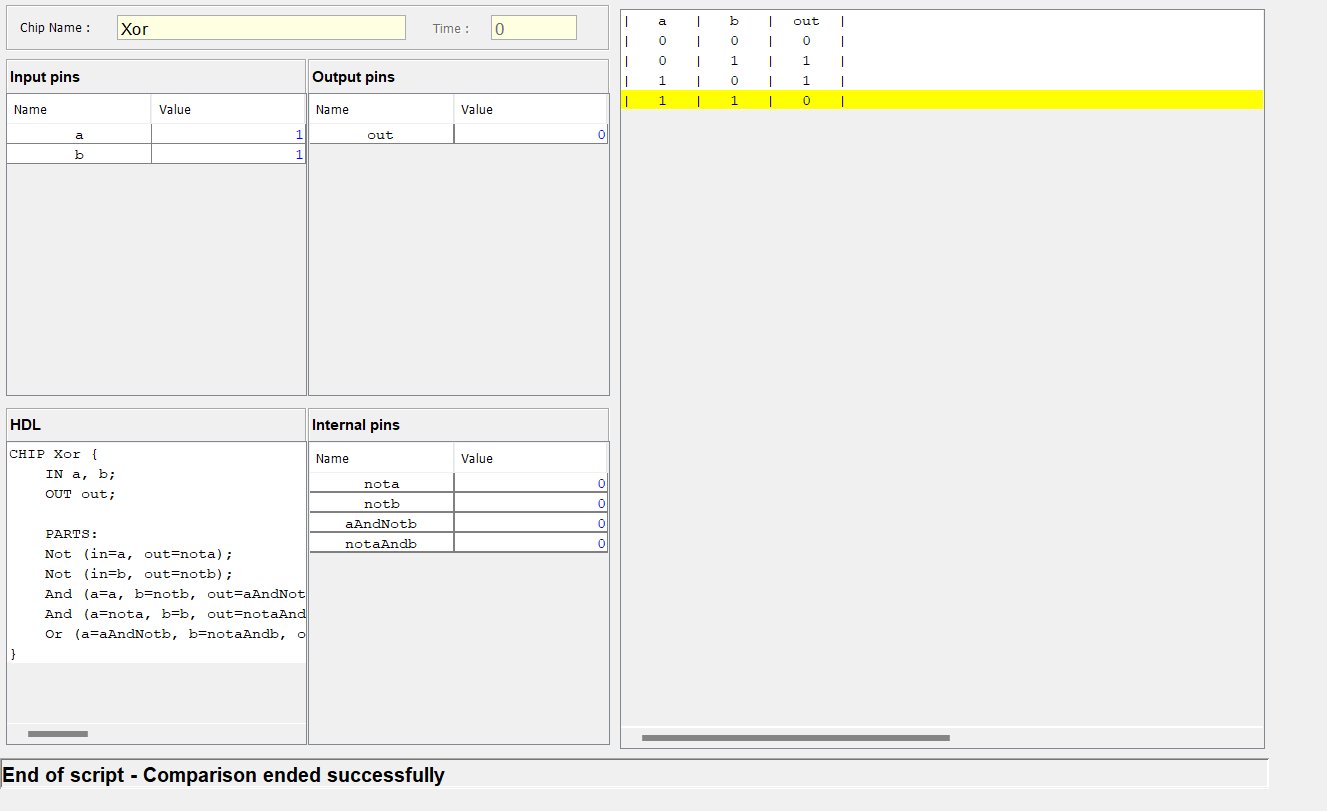 Chip Name : Xor Time : 0
Input pins
Name Value
a 1
b 1
Output pins
Name Value
out 0
HDL
CHIP Xor {
    IN a, b;
    OUT out;

    PARTS:
    Not (in=a, out=nota);
    Not (in=b, out=notb);
    And (a=a, b=notb, out=aAndNot
    And (a=nota, b=b, out=notaAnd
    Or (a=aAndNotb, b=notaAndb, o
}
Internal pins
Name Value
nota 0
notb 0
aAndNotb 0
notaAndb 0
| a | b | out |
| 0 | 0 | 0 |
| 0 | 1 | 1 |
| 1 | 0 | 1 |
| 1 | 1 | 0 |
End of script - Comparison ended successfully